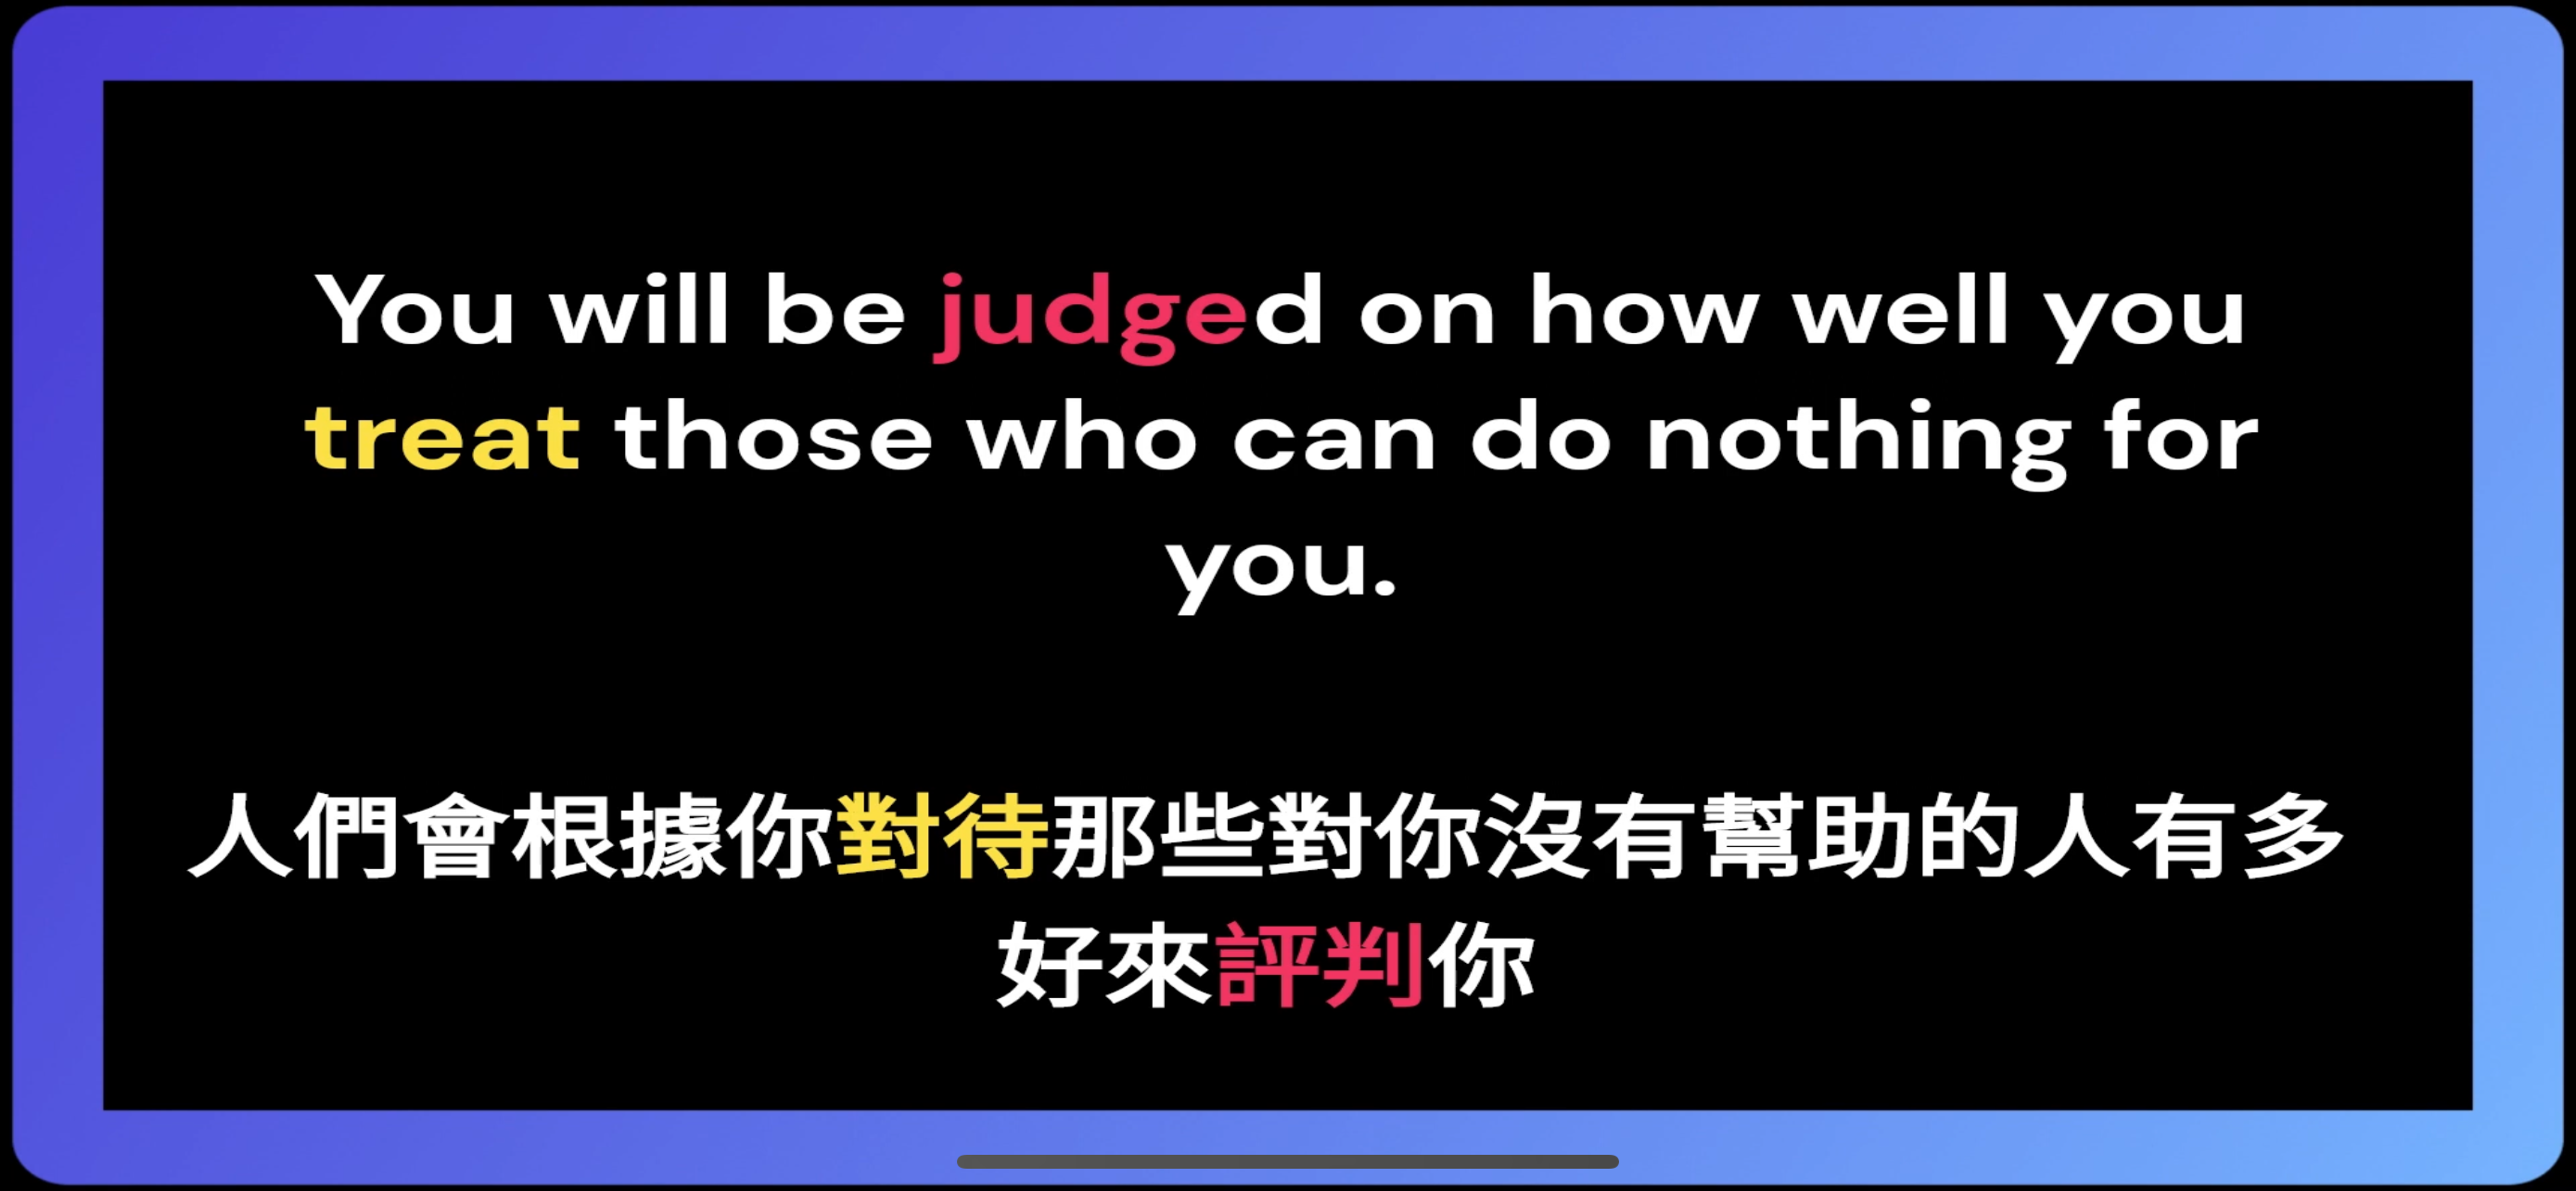 You will be judged on how well you
treat those who can do nothing for
you.
人們會根據你對待那些對你沒有幫助的人有多
好來評判你